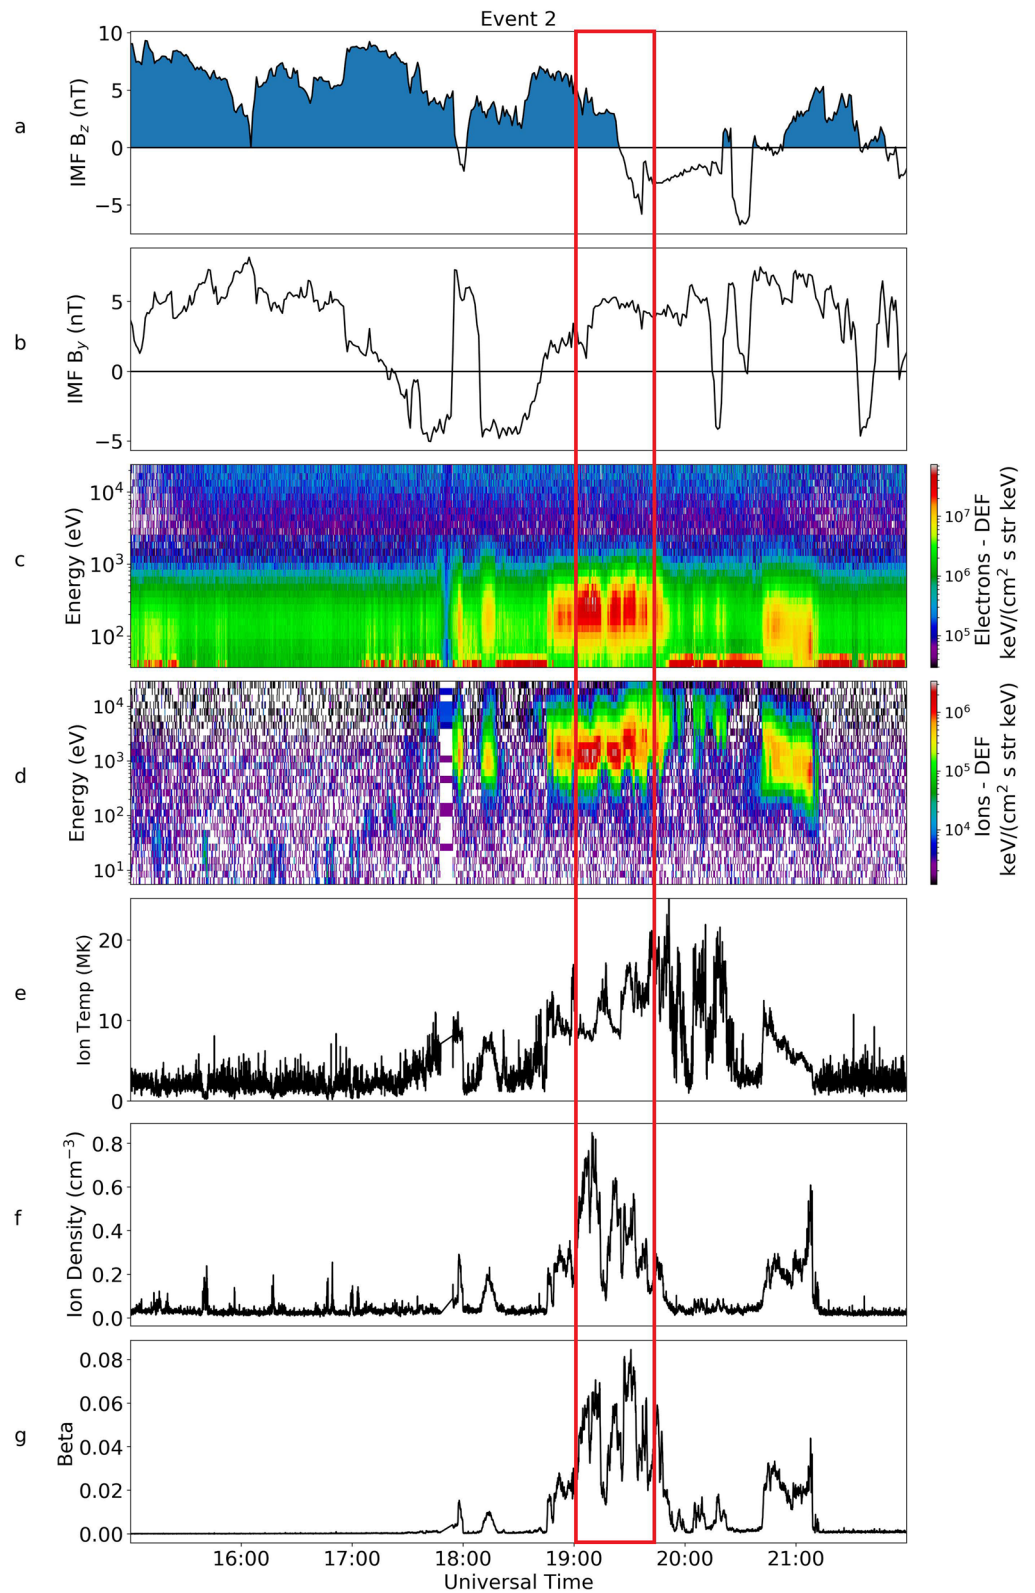 Event 2
a
IMF B_z (nT)
10
5
0
−5
b
IMF B_y (nT)
5
0
−5
c
Energy (eV)
10^4
10^3
10^2
10^7
10^6
10^5
Electrons - DEF
keV/(cm^2 s str keV)
d
Energy (eV)
10^4
10^3
10^2
10^1
10^6
10^5
10^4
Ions - DEF
keV/(cm^2 s str keV)
e
Ion Temp (MK)
20
10
0
f
Ion Density (cm^−3)
0.8
0.6
0.4
0.2
0.0
g
Beta
0.08
0.06
0.04
0.02
0.00
16:00 17:00 18:00 19:00 20:00 21:00
Universal Time